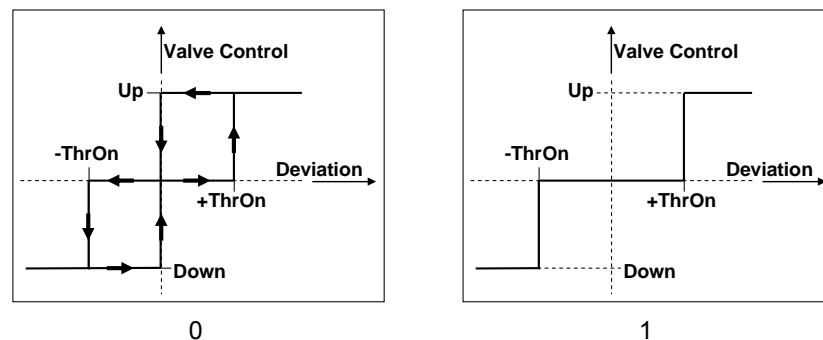 Valve Control
Up
-ThrOn
Deviation
+ThrOn
Down
0
Valve Control
Up
-ThrOn
Deviation
+ThrOn
Down
1